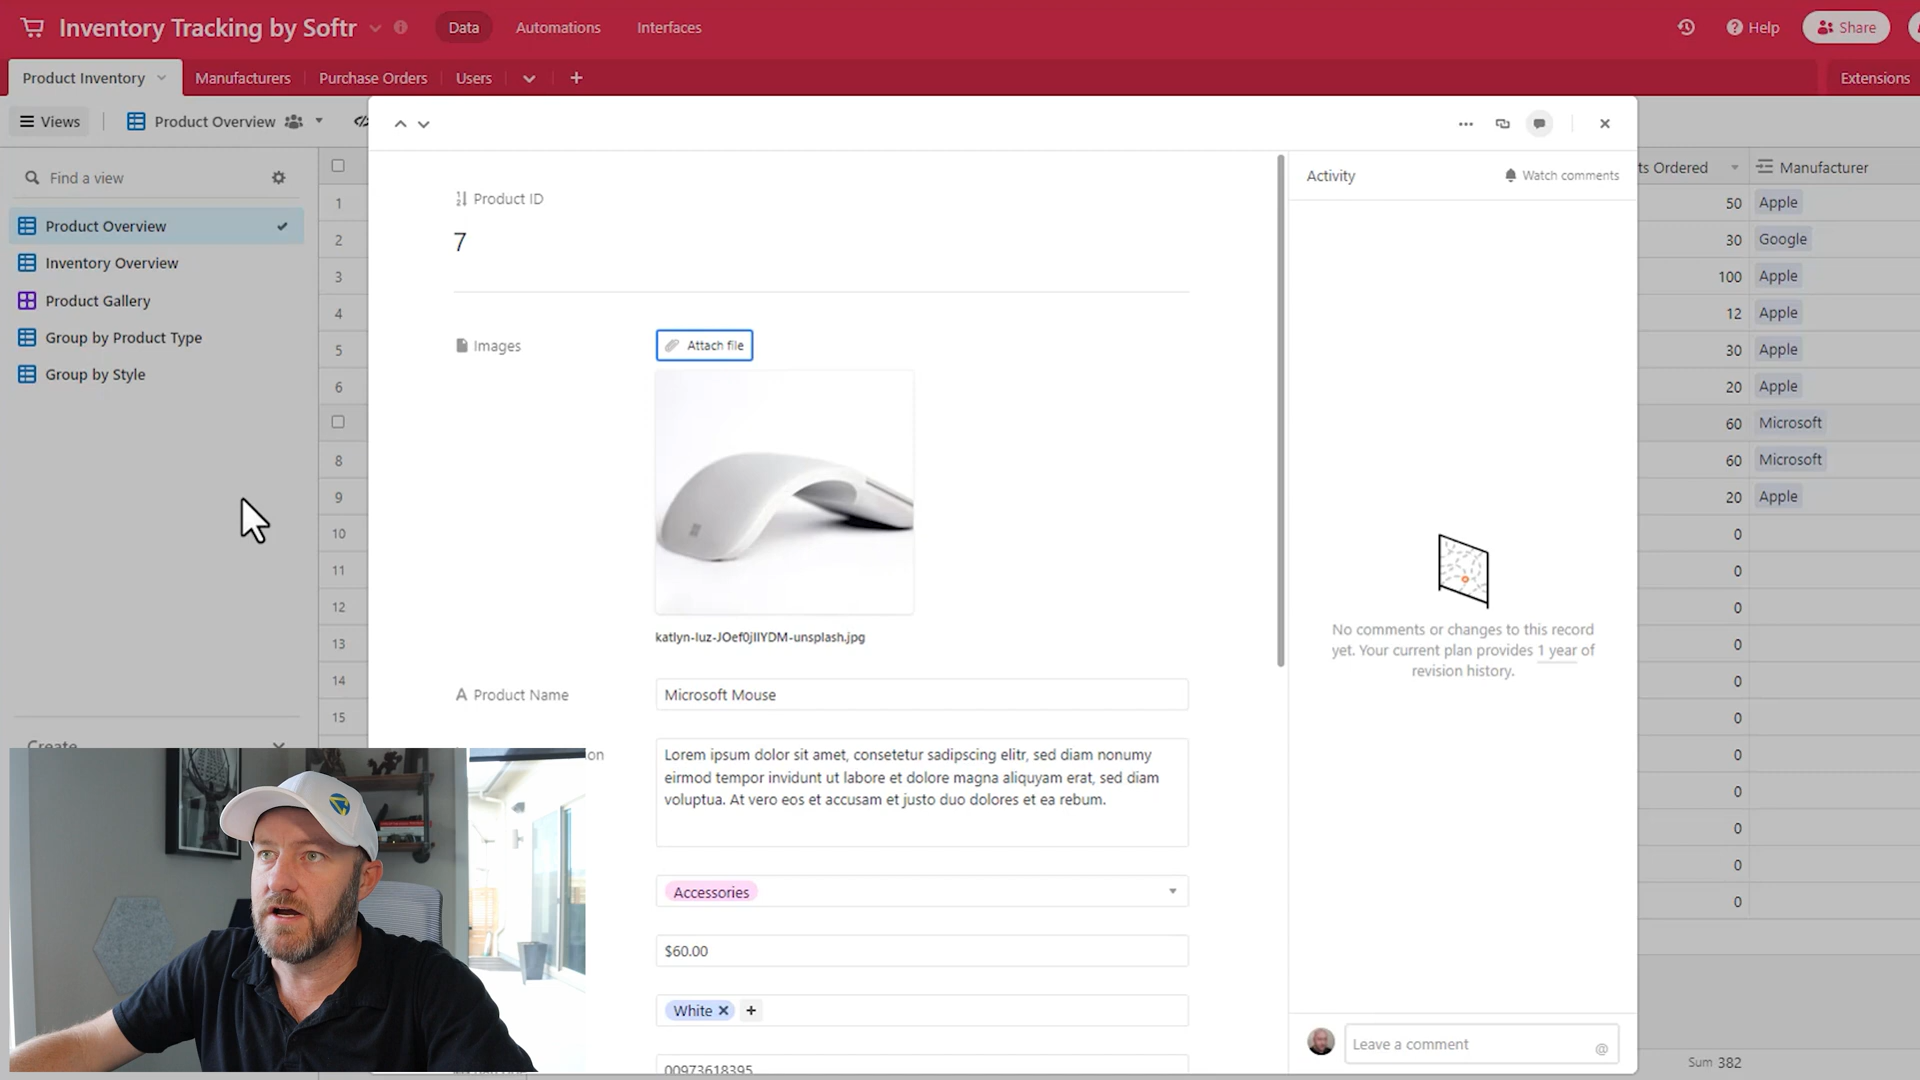 Inventory Tracking by Softr
Data
Automations
Interfaces
Help
Share
Product Inventory
Manufacturers
Purchase Orders
Users
Extensions
Views
Product Overview
Find a view
Product Overview
Inventory Overview
Product Gallery
Group by Product Type
Group by Style
Create
1
2
3
4
5
6
8
9
10
11
12
13
14
15
Product ID
7
Images
Attach file
katlyn-luz-JOef0jIIYDM-unsplash.jpg
Product Name
Microsoft Mouse
on
Lorem ipsum dolor sit amet, consetetur sadipscing elitr, sed diam nonumy
eirmod tempor invidunt ut labore et dolore magna aliquyam erat, sed diam
voluptua. At vero eos et accusam et justo duo dolores et ea rebum.
Accessories
$60.00
White
00973618395
Activity
Watch comments
No comments or changes to this record
yet. Your current plan provides 1 year of
revision history.
Leave a comment
@
ts Ordered
Manufacturer
50 Apple
30 Google
100 Apple
12 Apple
30 Apple
20 Apple
60 Microsoft
60 Microsoft
20 Apple
0
0
0
0
0
0
0
0
0
0
0
Sum 382